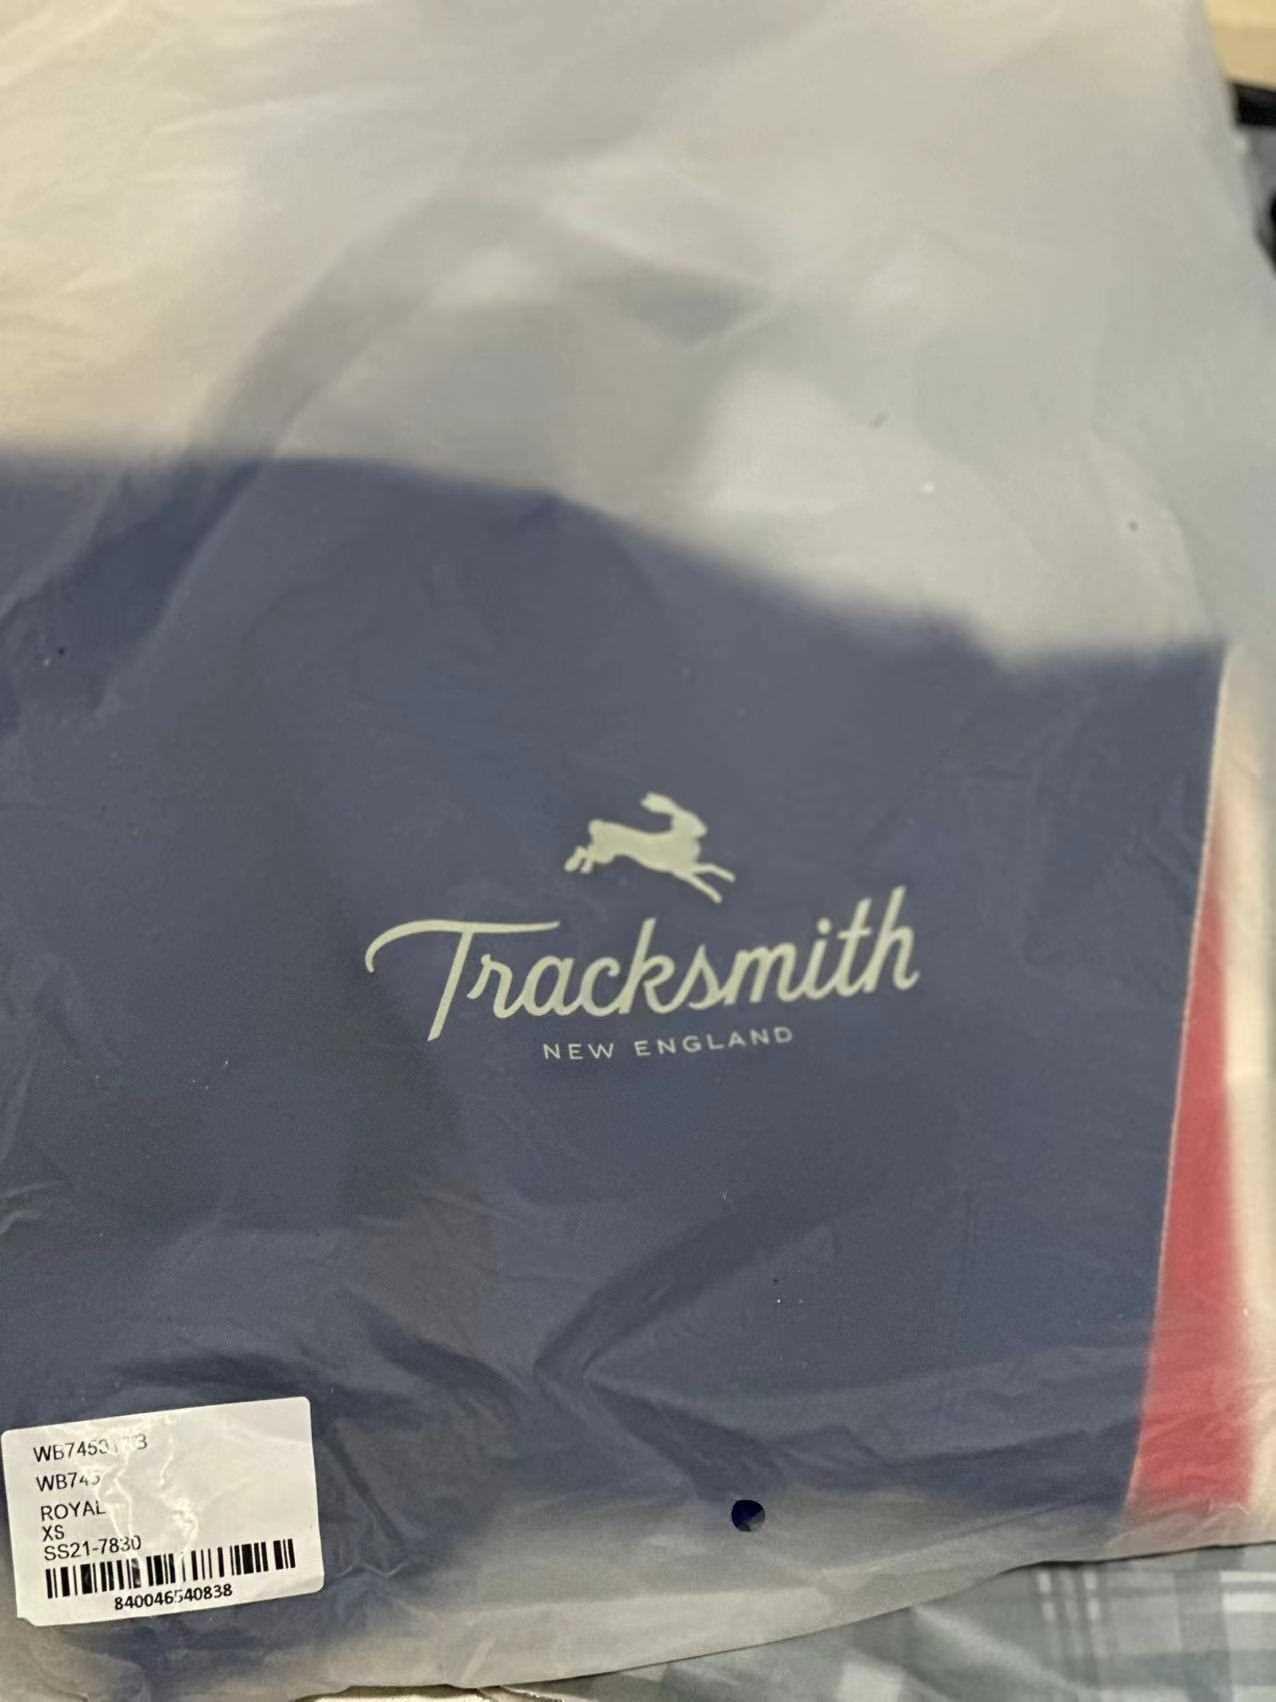 Tracksmith
NEW ENGLAND
ROYAL
XS
SS21-7830
840046540838